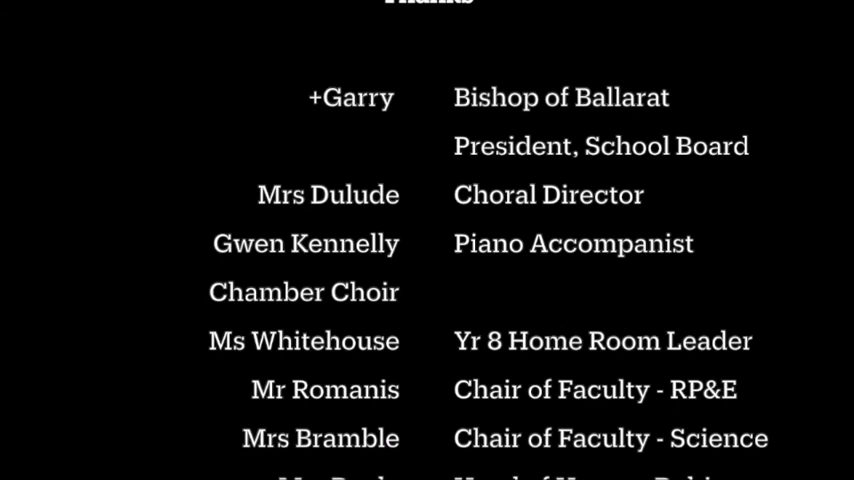 Thanks
+Garry Bishop of Ballarat
President, School Board
Mrs Dulude Choral Director
Gwen Kennelly Piano Accompanist
Chamber Choir
Ms Whitehouse Yr 8 Home Room Leader
Mr Romanis Chair of Faculty - RP&E
Mrs Bramble Chair of Faculty - Science